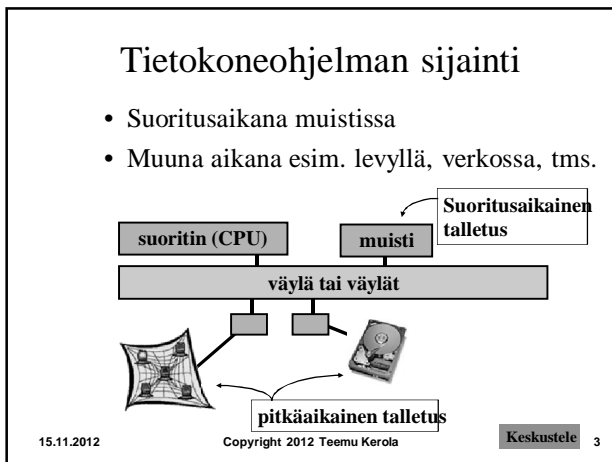 Tietokoneohjelman sijainti
• Suoritusaikana muistissa
• Muuna aikana esim. levyllä, verkossa, tms.
Suoritusaikainen
talletus
suoritin (CPU)
muisti
väylä tai väylät
pitkäaikainen talletus
15.11.2012
Copyright 2012 Teemu Kerola
Keskustele
3